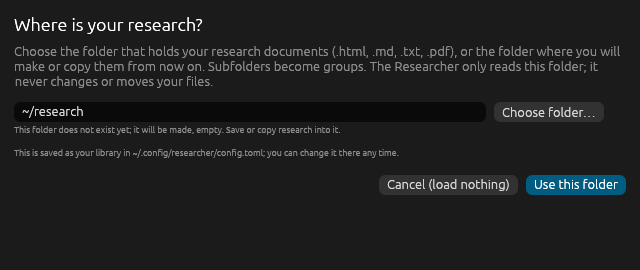 Where is your research?
Choose the folder that holds your research documents (.html, .md, .txt, .pdf), or the folder where you will
make or copy them from now on. Subfolders become groups. The Researcher only reads this folder; it
never changes or moves your files.
~/research
Choose folder...
This folder does not exist yet; it will be made, empty. Save or copy research into it.
This is saved as your library in ~/.config/researcher/config.toml; you can change it there any time.
Cancel (load nothing)
Use this folder